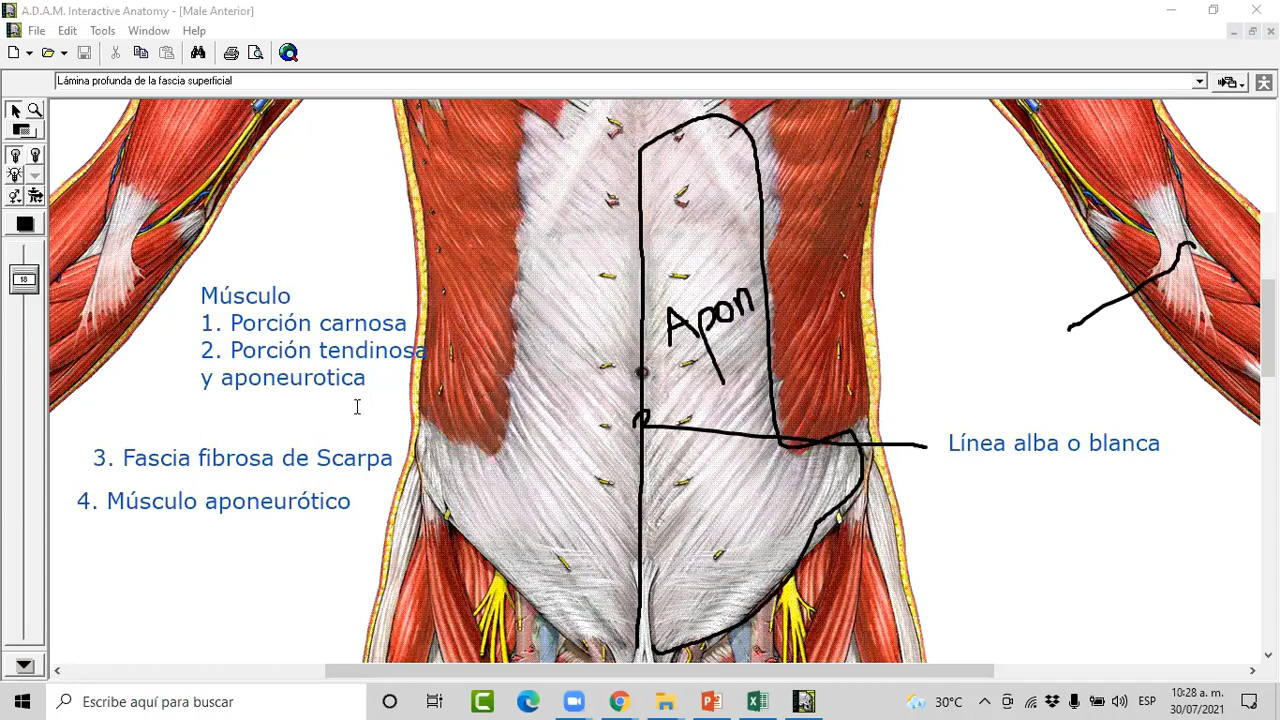 A.D.A.M. Interactive Anatomy - [Male Anterior]
File Edit Tools Window Help
Lámina profunda de la fascia superficial
18
Músculo
1. Porción carnosa
2. Porción tendinosa
y aponeurotica
Apon
Línea alba o blanca
3. Fascia fibrosa de Scarpa
4. Músculo aponeurótico
Escribe aquí para buscar
30°C
ESP
10:28 a. m.
30/07/2021